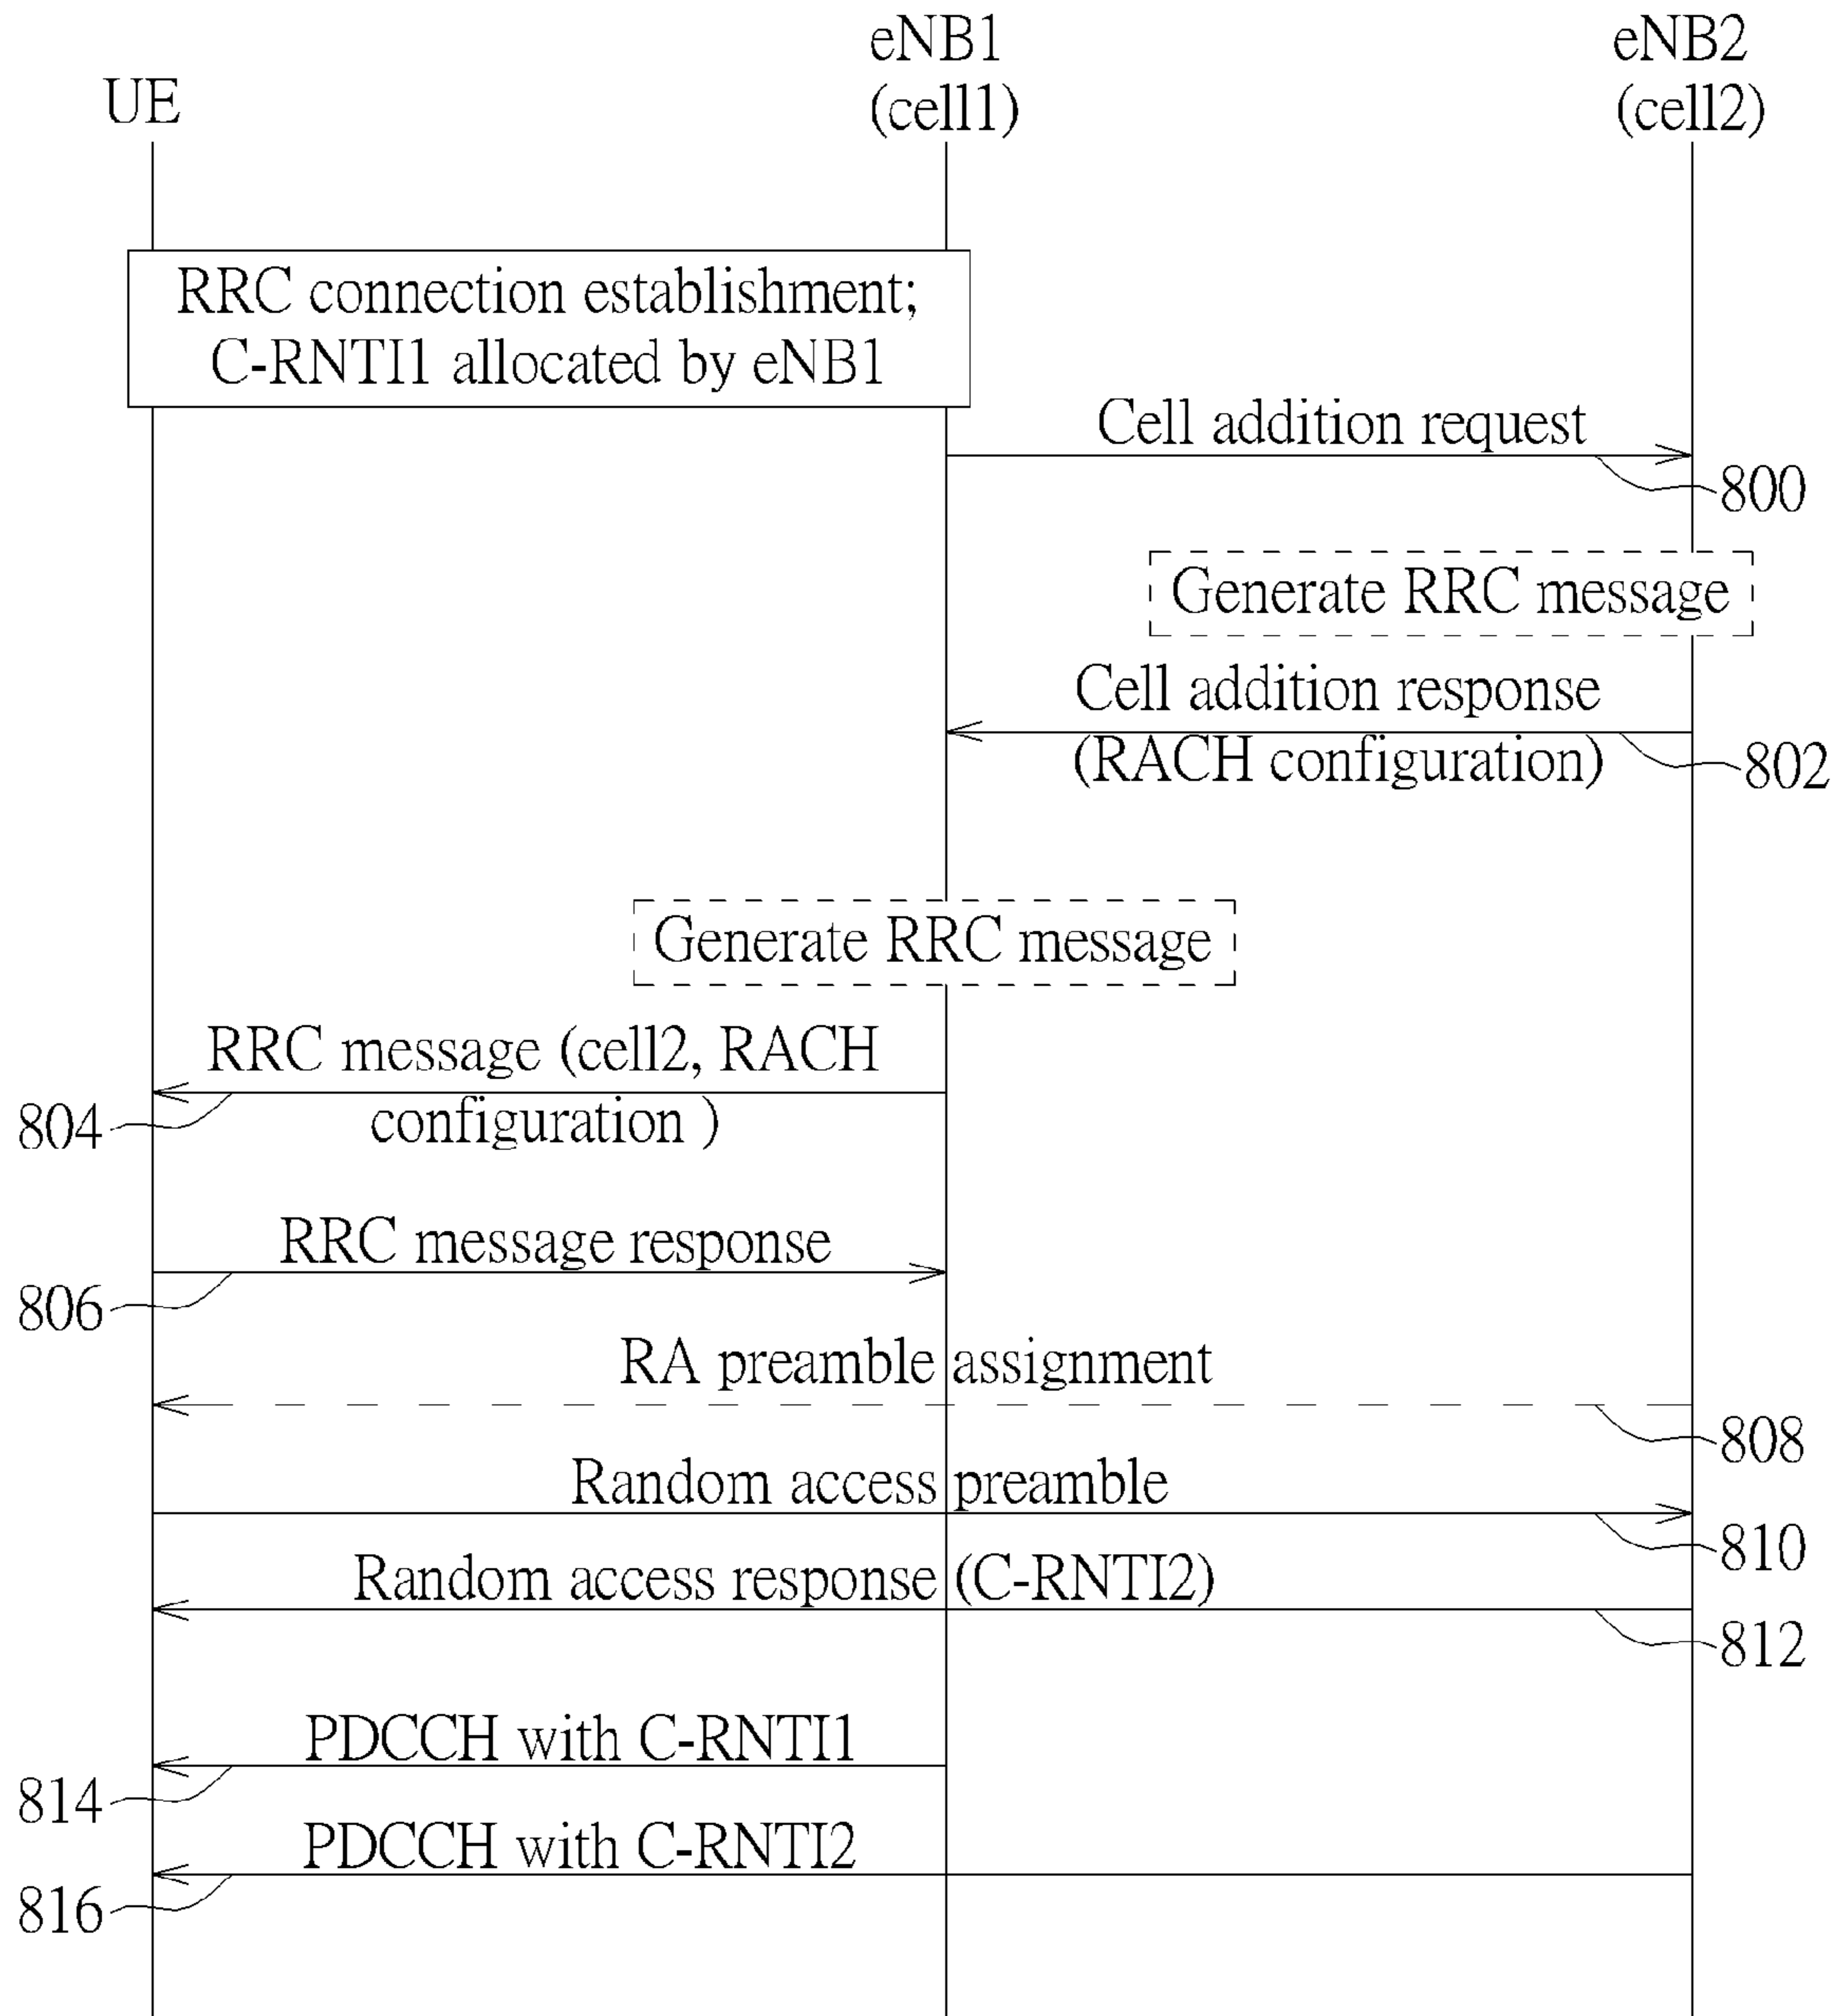 UE
eNB1
(cell1)
eNB2
(cell2)
RRC connection establishment;
C-RNTI1 allocated by eNB1
Cell addition request
800
Generate RRC message
Cell addition response
(RACH configuration)
802
Generate RRC message
RRC message (cell2, RACH
configuration )
804
RRC message response
806
RA preamble assignment
808
Random access preamble
810
Random access response (C-RNTI2)
812
PDCCH with C-RNTI1
814
PDCCH with C-RNTI2
816